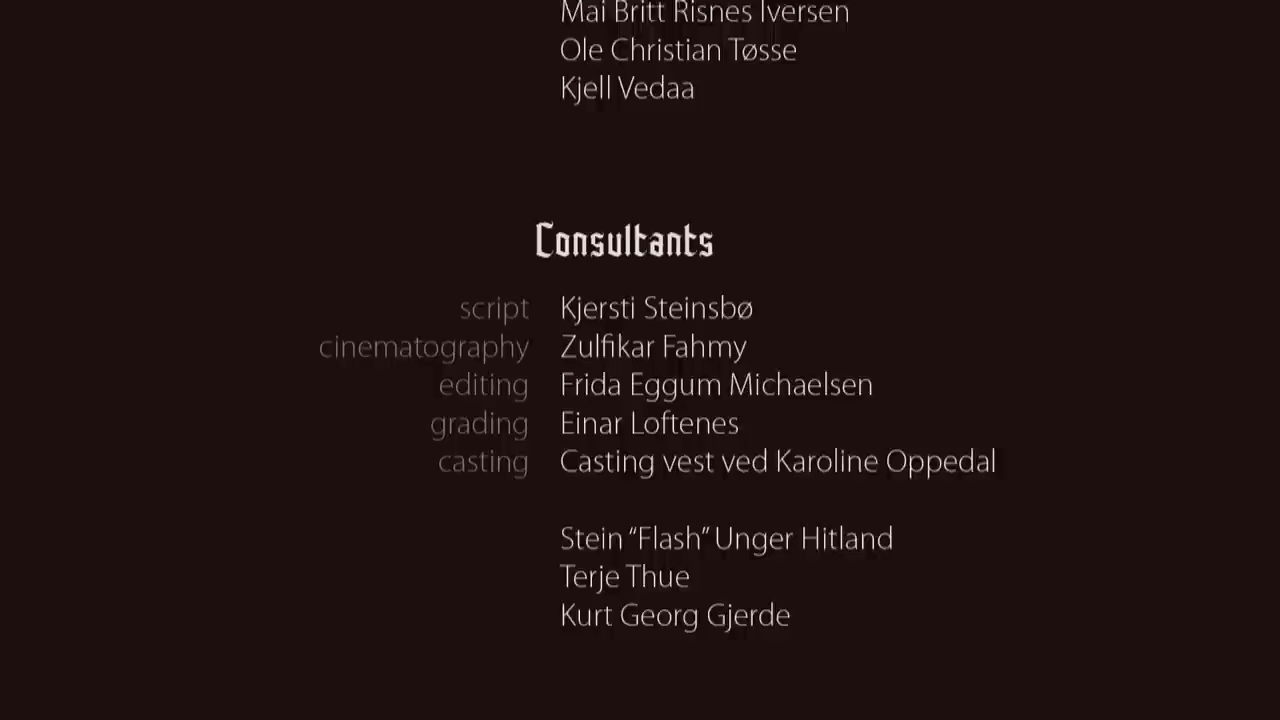 Mai Britt Risnes Iversen
Ole Christian Tøsse
Kjell Vedaa
Consultants
script Kjersti Steinsbø
cinematography Zulfikar Fahmy
editing Frida Eggum Michaelsen
grading Einar Loftenes
casting Casting vest ved Karoline Oppedal
Stein “Flash” Unger Hitland
Terje Thue
Kurt Georg Gjerde